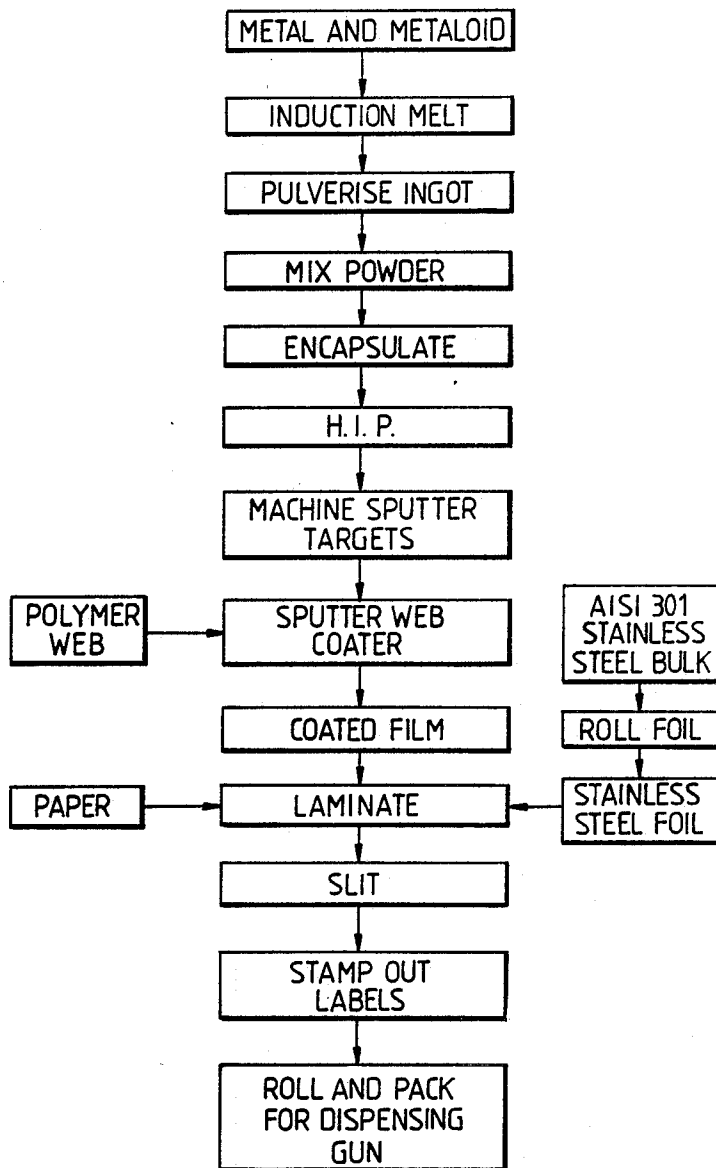 METAL AND METALOID
INDUCTION MELT
PULVERISE INGOT
MIX POWDER
ENCAPSULATE
H.I.P.
MACHINE SPUTTER
TARGETS
POLYMER
WEB
SPUTTER WEB
COATER
AISI 301
STAINLESS
STEEL BULK
COATED FILM
ROLL FOIL
PAPER
LAMINATE
STAINLESS
STEEL FOIL
SLIT
STAMP OUT
LABELS
ROLL AND PACK
FOR DISPENSING
GUN